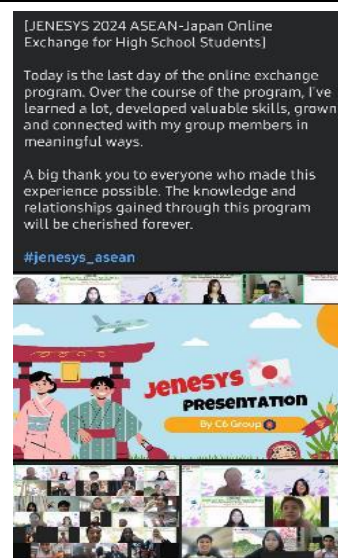 [JENESYS 2024 ASEAN-Japan Online
Exchange for High School Students]
Today is the last day of the online exchange
program. Over the course of the program, I've
learned a lot, developed valuable skills, grown
and connected with my group members in
meaningful ways.
A big thank you to everyone who made this
experience possible. The knowledge and
relationships gained through this program
will be cherished forever.
#jenesys_asean
JENESYS
PRESENTATION
By C6 Group